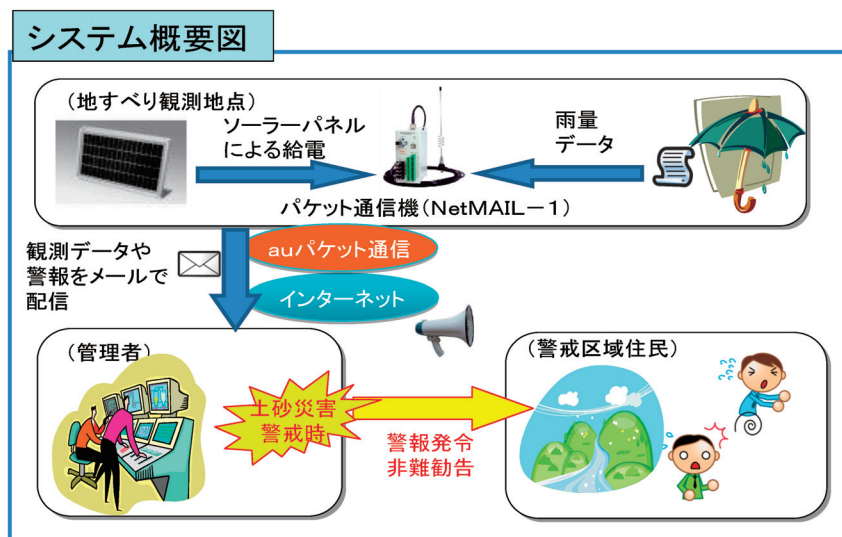 システム概要図
（地すべり観測地点）
ソーラーパネル
による給電
雨量
データ
パケット通信機（NetMAIL－1）
観測データや
警報をメールで
配信
auパケット通信
インターネット
（管理者）
土砂災害
警戒時
警報発令
非難勧告
（警戒区域住民）